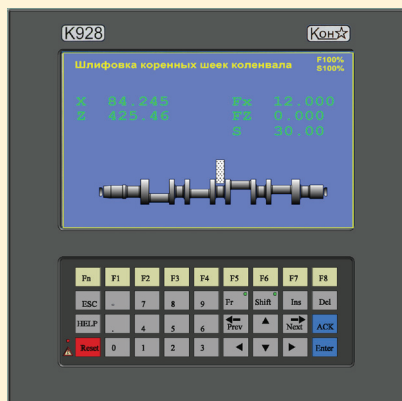 K928
Кон☆
Шлифовка коренных шеек коленвала
F100%
S100%
X 84.245 Fx 12.000
Z 425.46 FZ 0.000
S 30.00
Fn F1 F2 F3 F4 F5 F6 F7 F8
ESC - 7 8 9 Fr Shift Ins Del
HELP . 4 5 6 Prev Next ACK
Reset 0 1 2 3 Enter